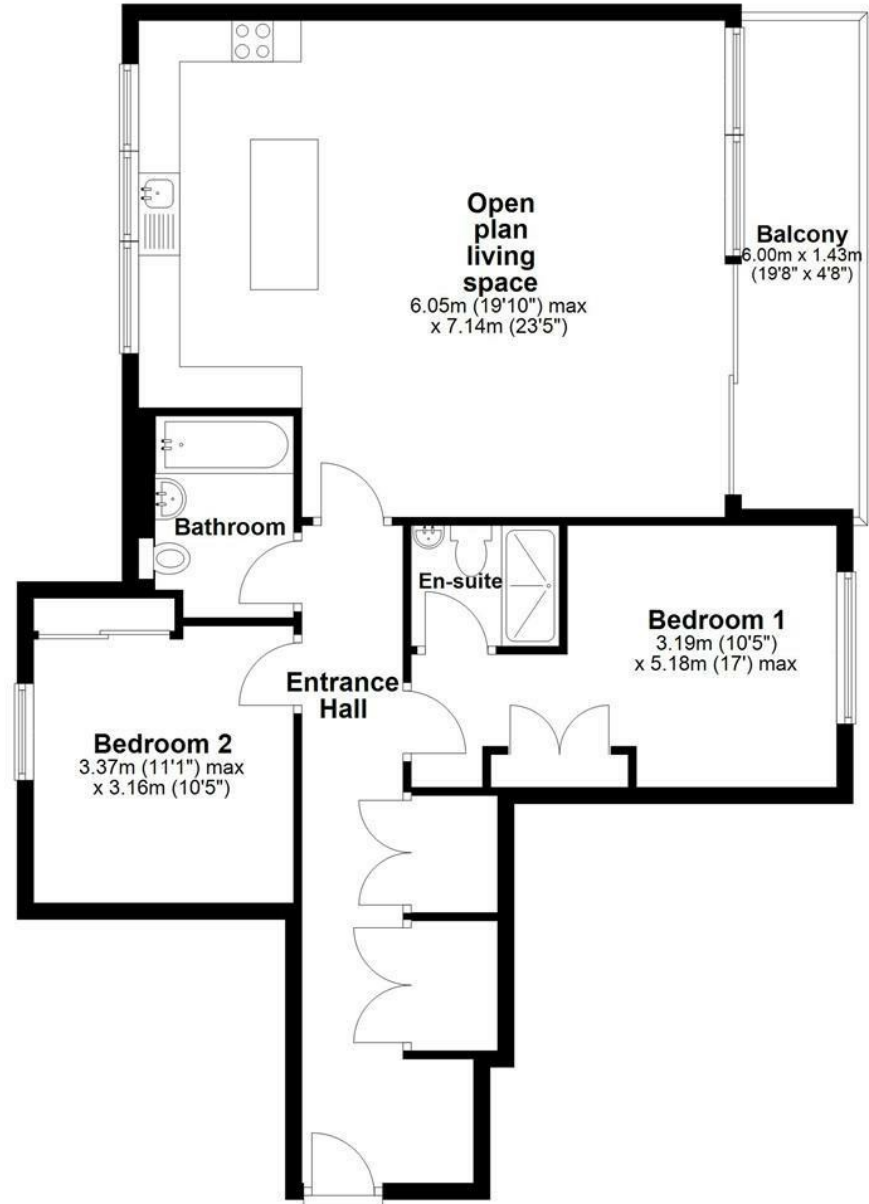 Open
plan
living
space
6.05m (19'10") max
x 7.14m (23'5")
Balcony
6.00m x 1.43m
(19'8" x 4'8")
Bathroom
En-suite
Bedroom 1
3.19m (10'5")
x 5.18m (17') max
Entrance
Hall
Bedroom 2
3.37m (11'1") max
x 3.16m (10'5")